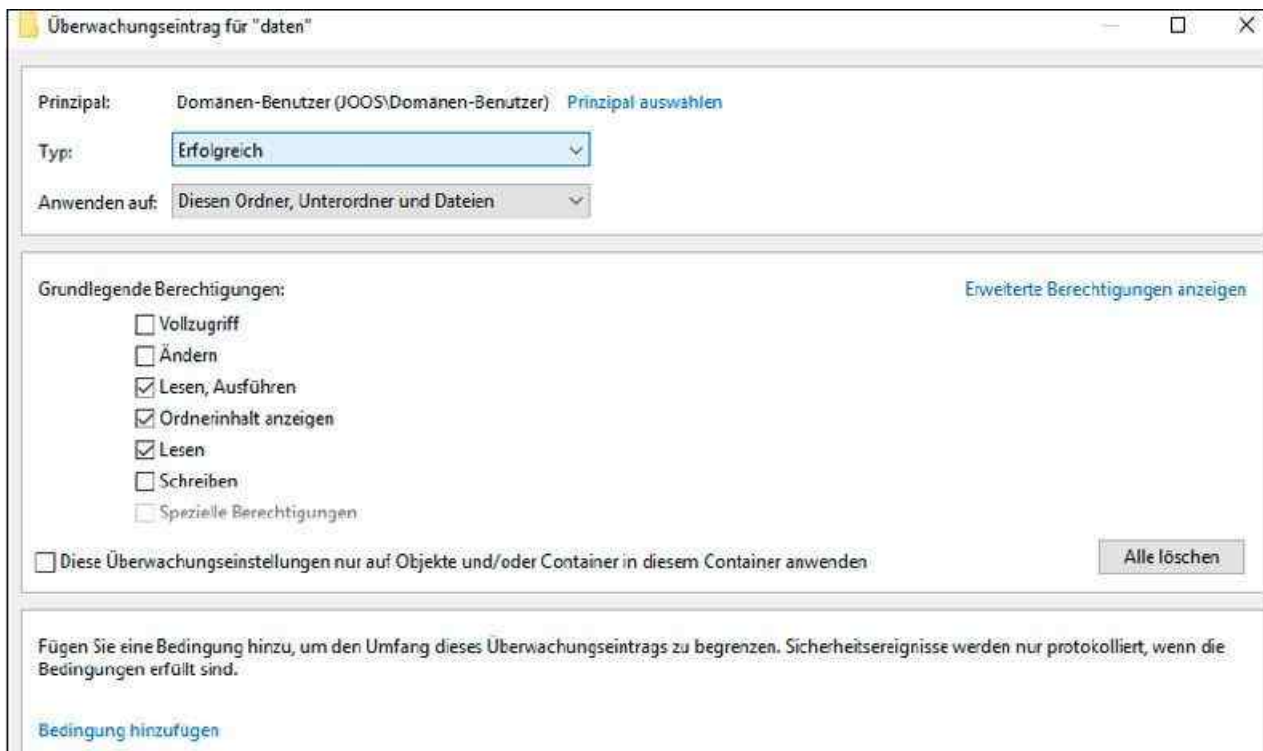 Überwachungseintrag für "daten"
Prinzipal: Domänen-Benutzer (JOOS\Domänen-Benutzer) Prinzipal auswählen
Typ: Erfolgreich
Anwenden auf: Diesen Ordner, Unterordner und Dateien
Grundlegende Berechtigungen: Erweiterte Berechtigungen anzeigen
Vollzugriff
Ändern
Lesen, Ausführen
Ordnerinhalt anzeigen
Lesen
Schreiben
Spezielle Berechtigungen
Diese Überwachungseinstellungen nur auf Objekte und/oder Container in diesem Container anwenden Alle löschen
Fügen Sie eine Bedingung hinzu, um den Umfang dieses Überwachungseintrags zu begrenzen. Sicherheitsereignisse werden nur protokolliert, wenn die
Bedingungen erfüllt sind.
Bedingung hinzufügen